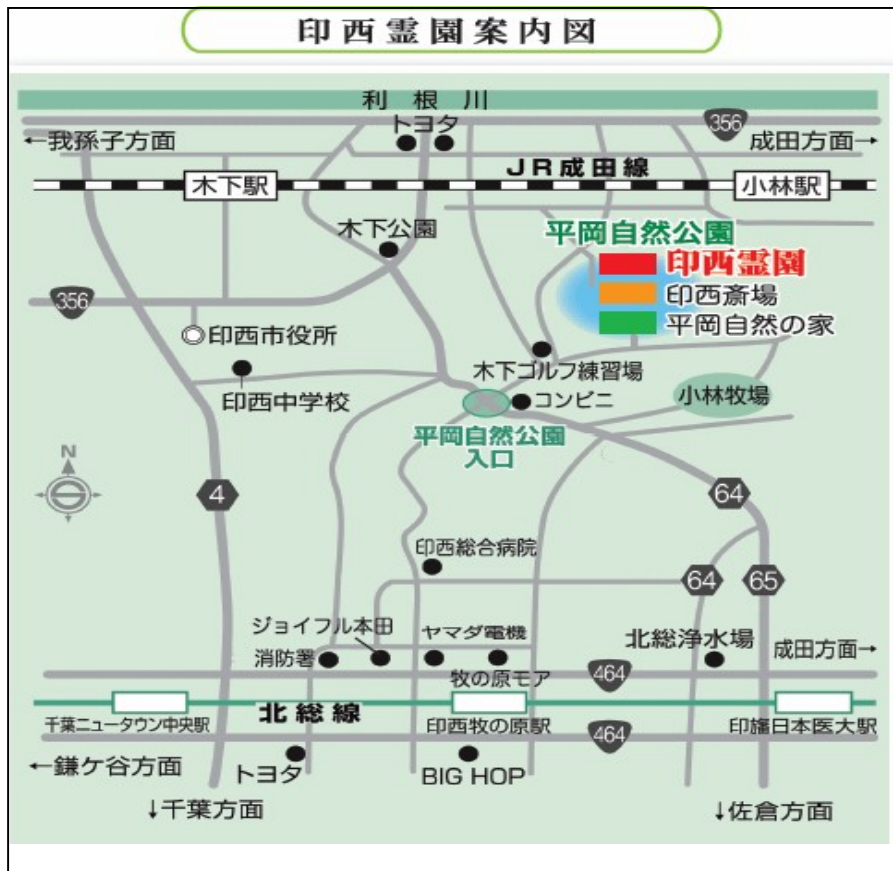 印西霊園案内図
利根川
トヨタ
356
←我孫子方面
成田方面→
JR成田線
木下駅
小林駅
木下公園
平岡自然公園
印西霊園
印西斎場
平岡自然の家
356
印西市役所
木下ゴルフ練習場
印西中学校
コンビニ
小林牧場
平岡自然公園
入口
N
4
64
印西総合病院
64
65
ジョイフル本田
ヤマダ電機
消防署
北総浄水場
成田方面→
牧の原モア
464
北総線
千葉ニュータウン中央駅
印西牧の原駅
印旛日本医大駅
464
←鎌ケ谷方面
トヨタ
BIG HOP
↓千葉方面
↓佐倉方面